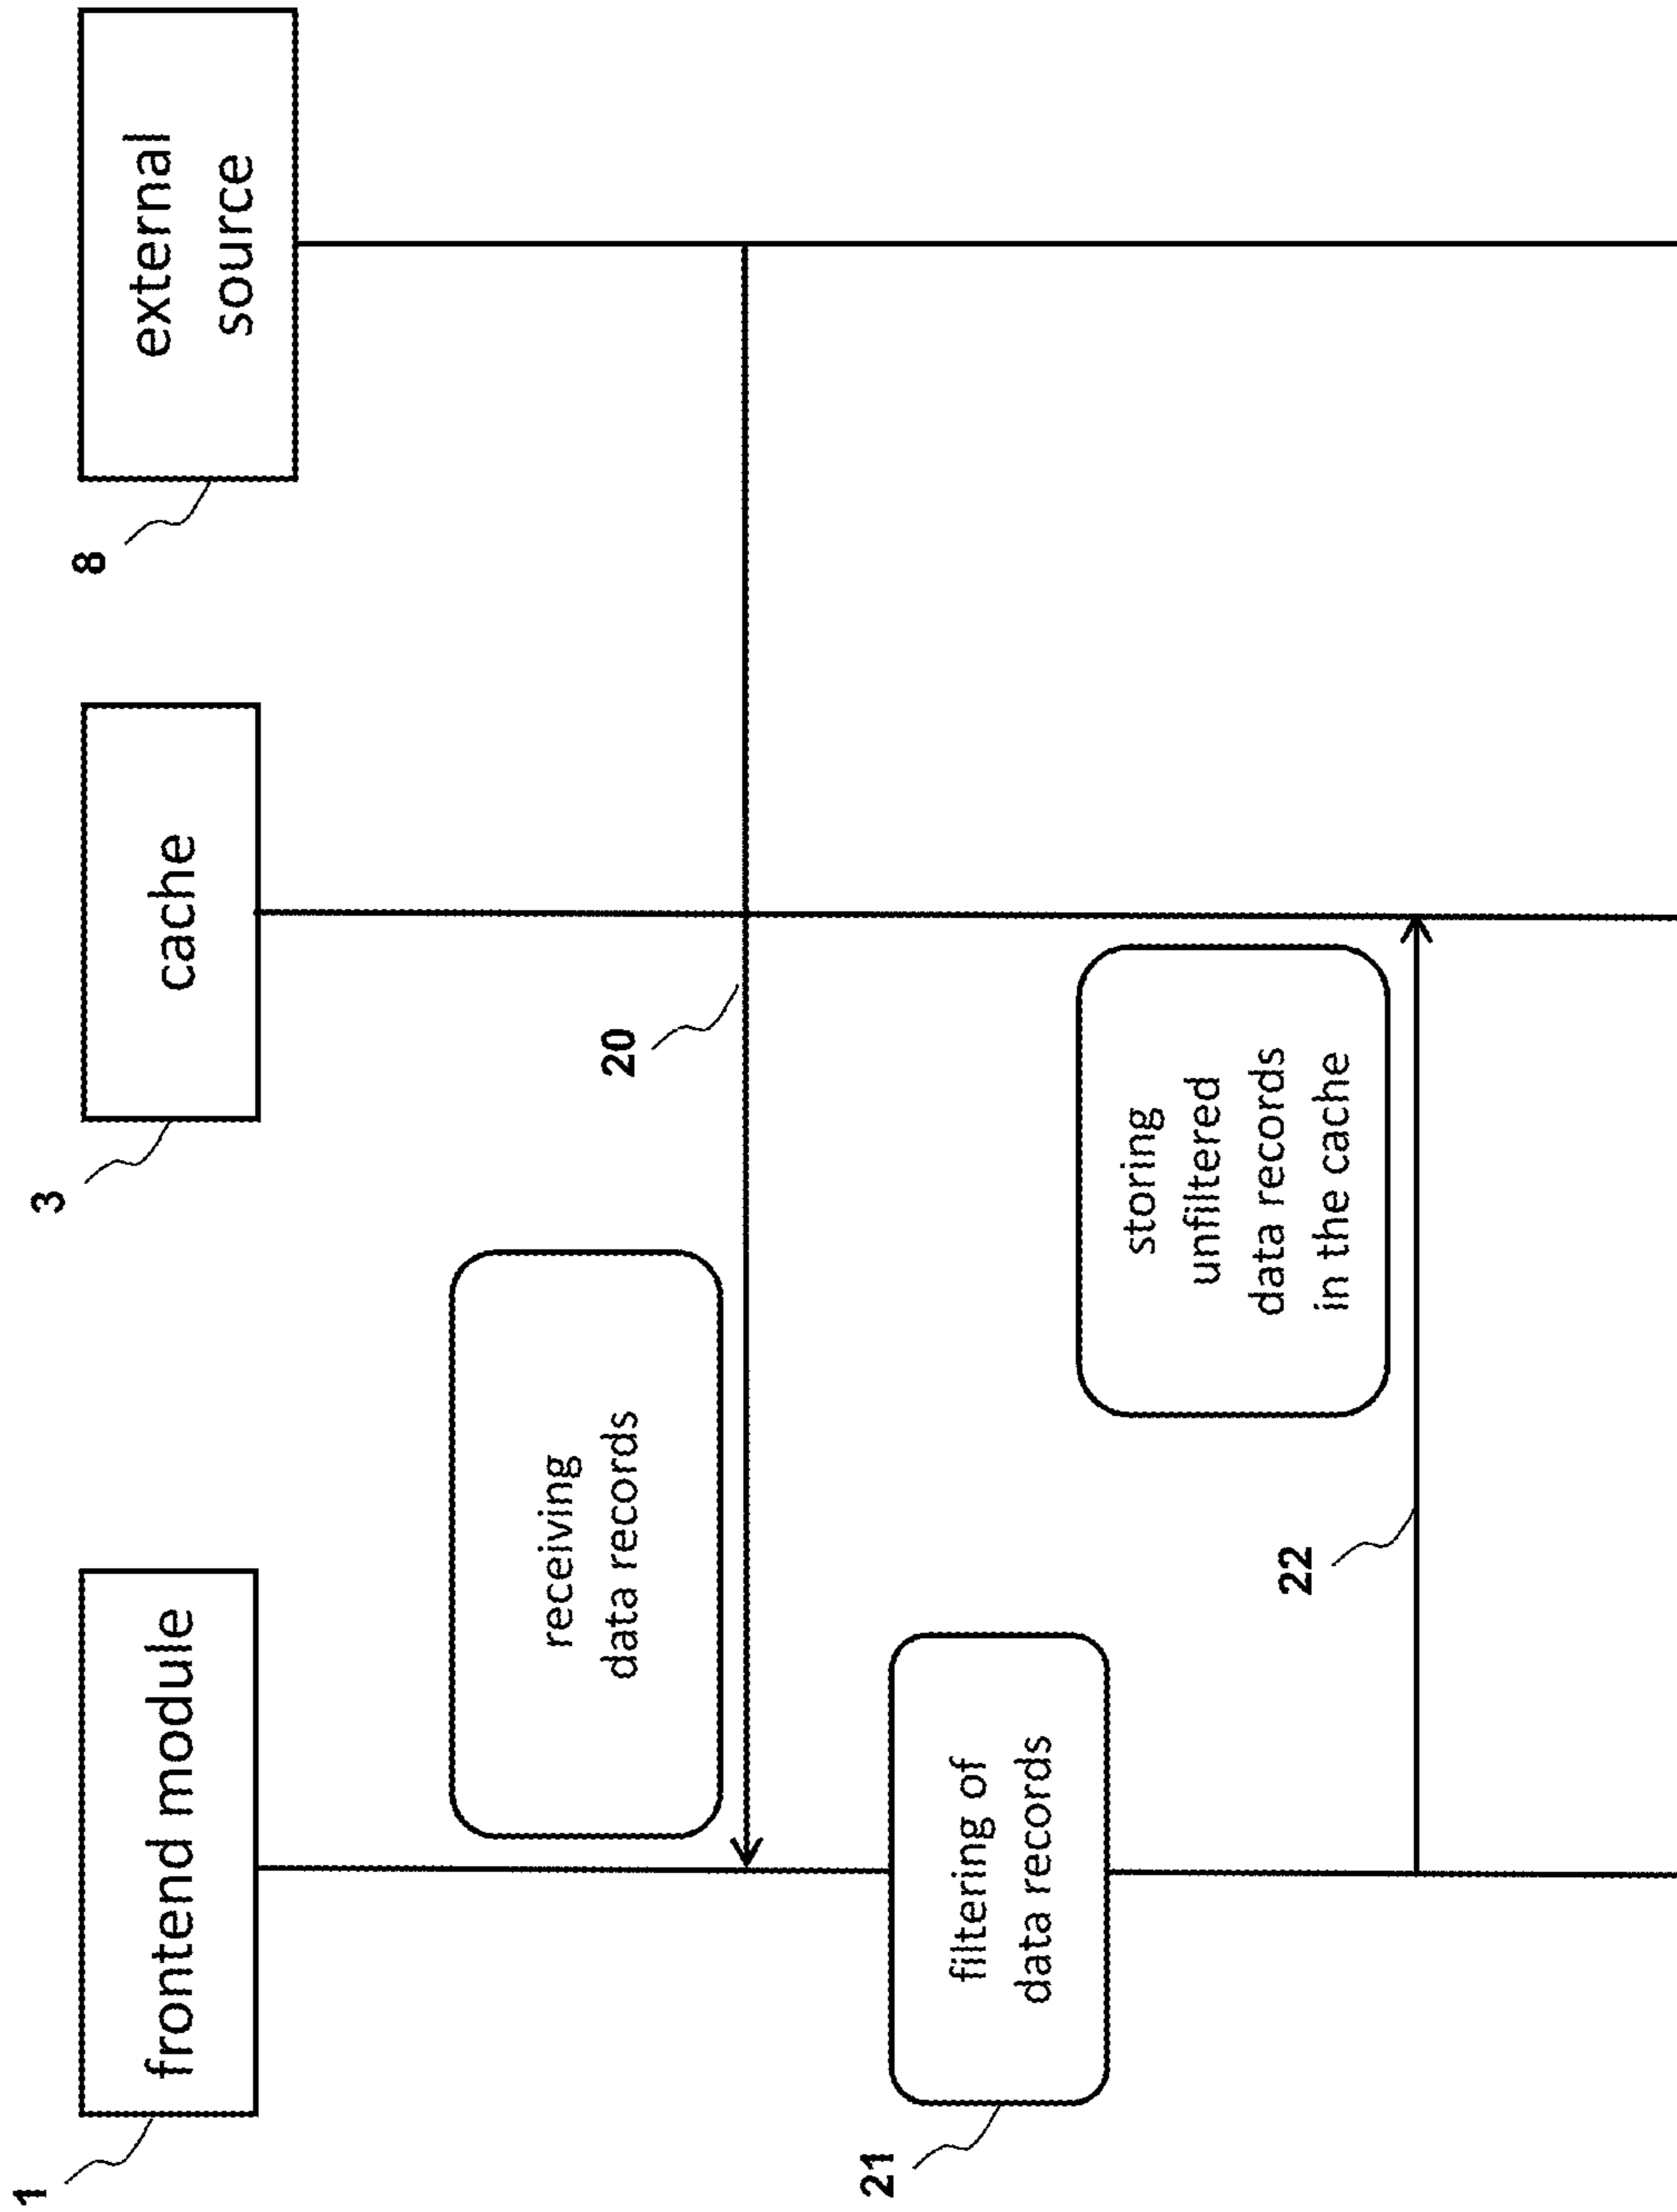 1
frontend module
3
cache
8
external
source
receiving
data records
20
21
filtering of
data records
storing
unfiltered
data records
in the cache
22